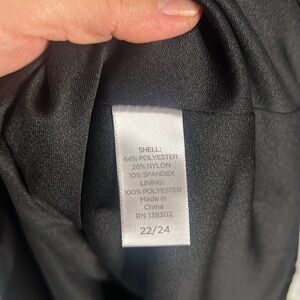 SHELL:
64% POLYESTER
26% NYLON
10% SPANDEX
LINING:
100% POLYESTER
Made in
China
RN 138302
22/24